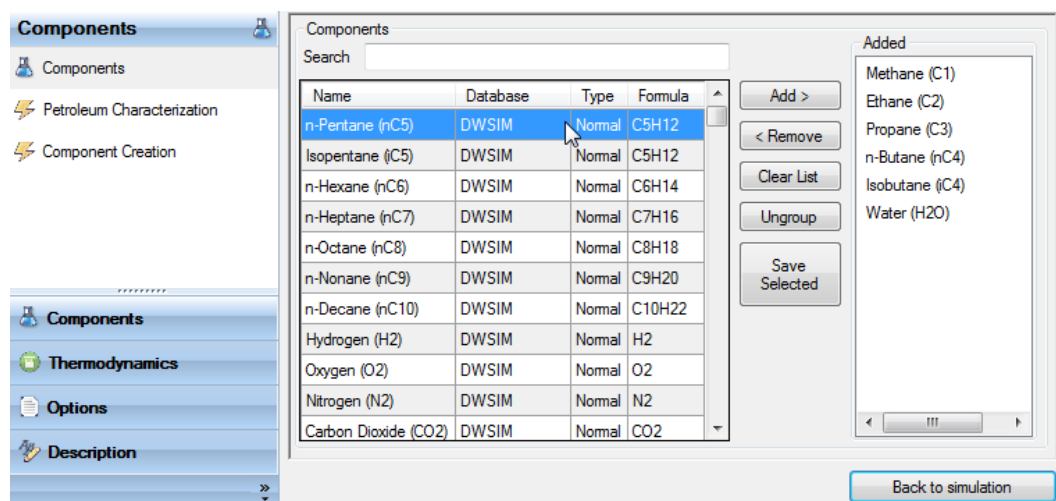 Components
Components
Petroleum Characterization
Component Creation
Components
Thermodynamics
Options
Description
»
Components
Search
Name Database Type Formula
n-Pentane (nC5) DWSIM Normal C5H12
Isopentane (iC5) DWSIM Normal C5H12
n-Hexane (nC6) DWSIM Normal C6H14
n-Heptane (nC7) DWSIM Normal C7H16
n-Octane (nC8) DWSIM Normal C8H18
n-Nonane (nC9) DWSIM Normal C9H20
n-Decane (nC10) DWSIM Normal C10H22
Hydrogen (H2) DWSIM Normal H2
Oxygen (O2) DWSIM Normal O2
Nitrogen (N2) DWSIM Normal N2
Carbon Dioxide (CO2) DWSIM Normal CO2
Add >
< Remove
Clear List
Ungroup
Save
Selected
Added
Methane (C1)
Ethane (C2)
Propane (C3)
n-Butane (nC4)
Isobutane (iC4)
Water (H2O)
Back to simulation